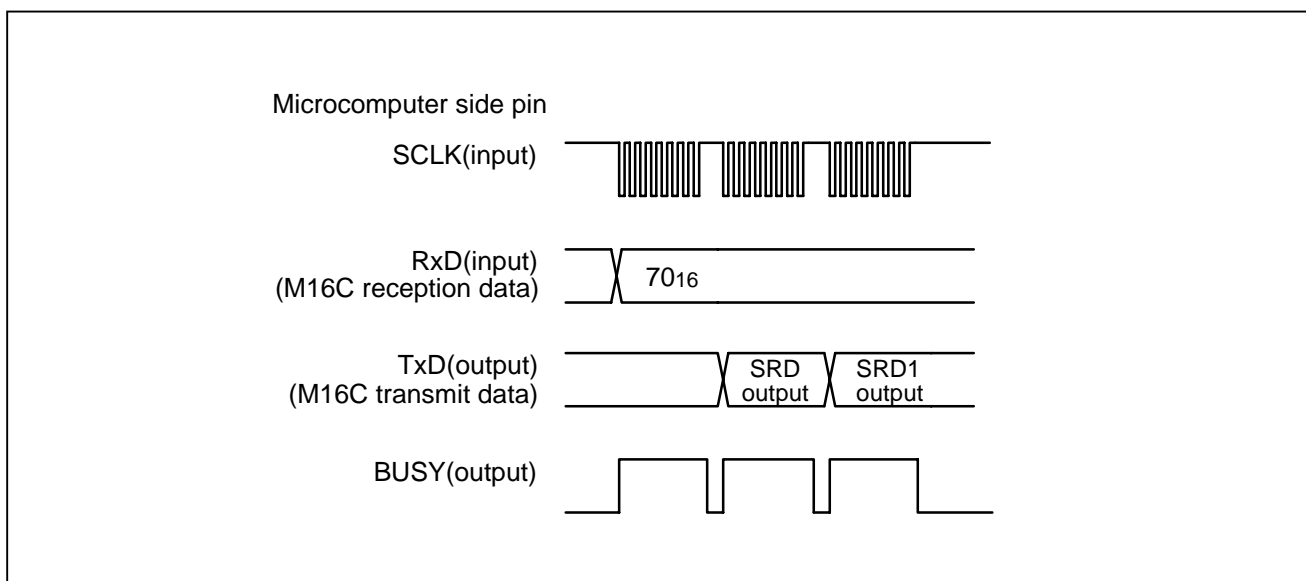 Microcomputer side pin
SCLK(input)
RxD(input)
(M16C reception data)
7016
TxD(output)
(M16C transmit data)
SRD
output
SRD1
output
BUSY(output)